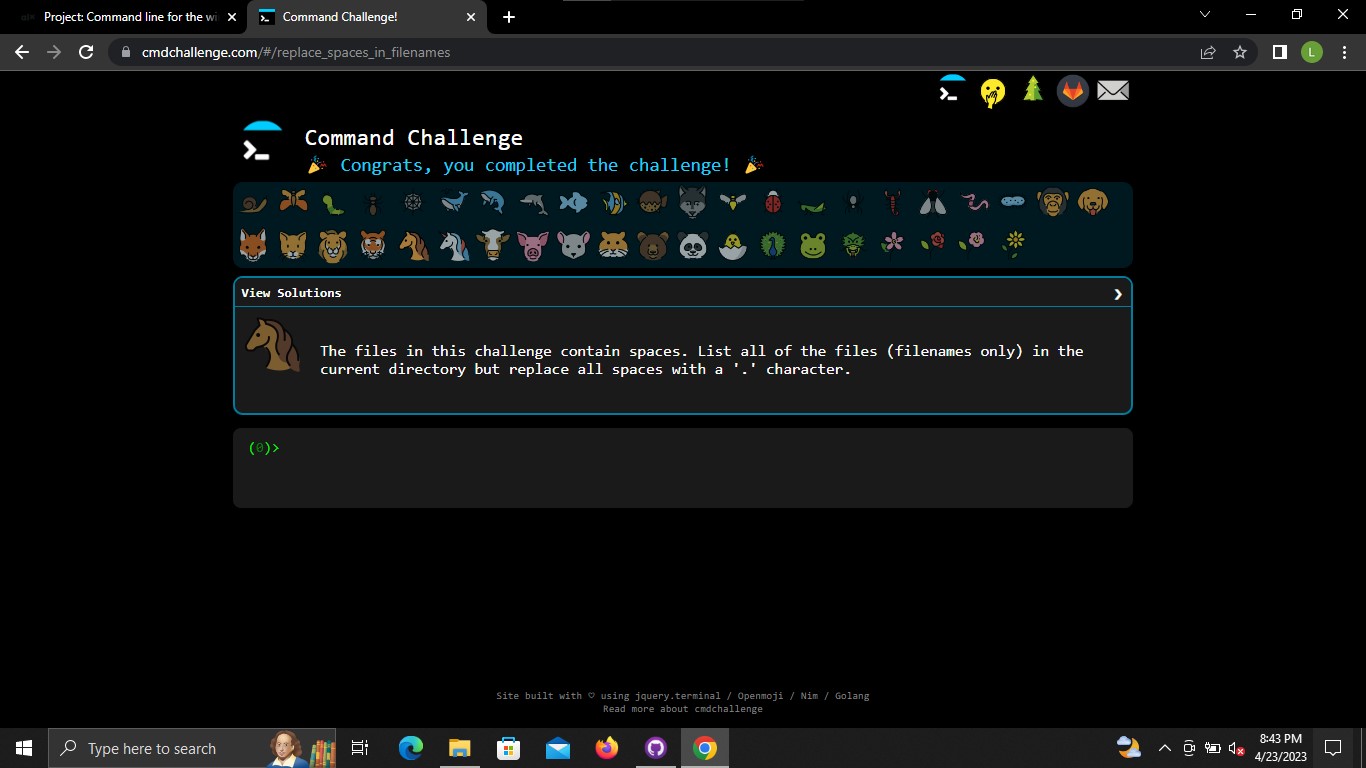 Project: Command line for the wi
Command Challenge!
cmdchallenge.com/#/replace_spaces_in_filenames
L
Command Challenge
Congrats, you completed the challenge!
View Solutions
The files in this challenge contain spaces. List all of the files (filenames only) in the
current directory but replace all spaces with a '.' character.
(0)>
Site built with ♡ using jquery.terminal / Openmoji / Nim / Golang
Read more about cmdchallenge
Type here to search
8:43 PM
4/23/2023